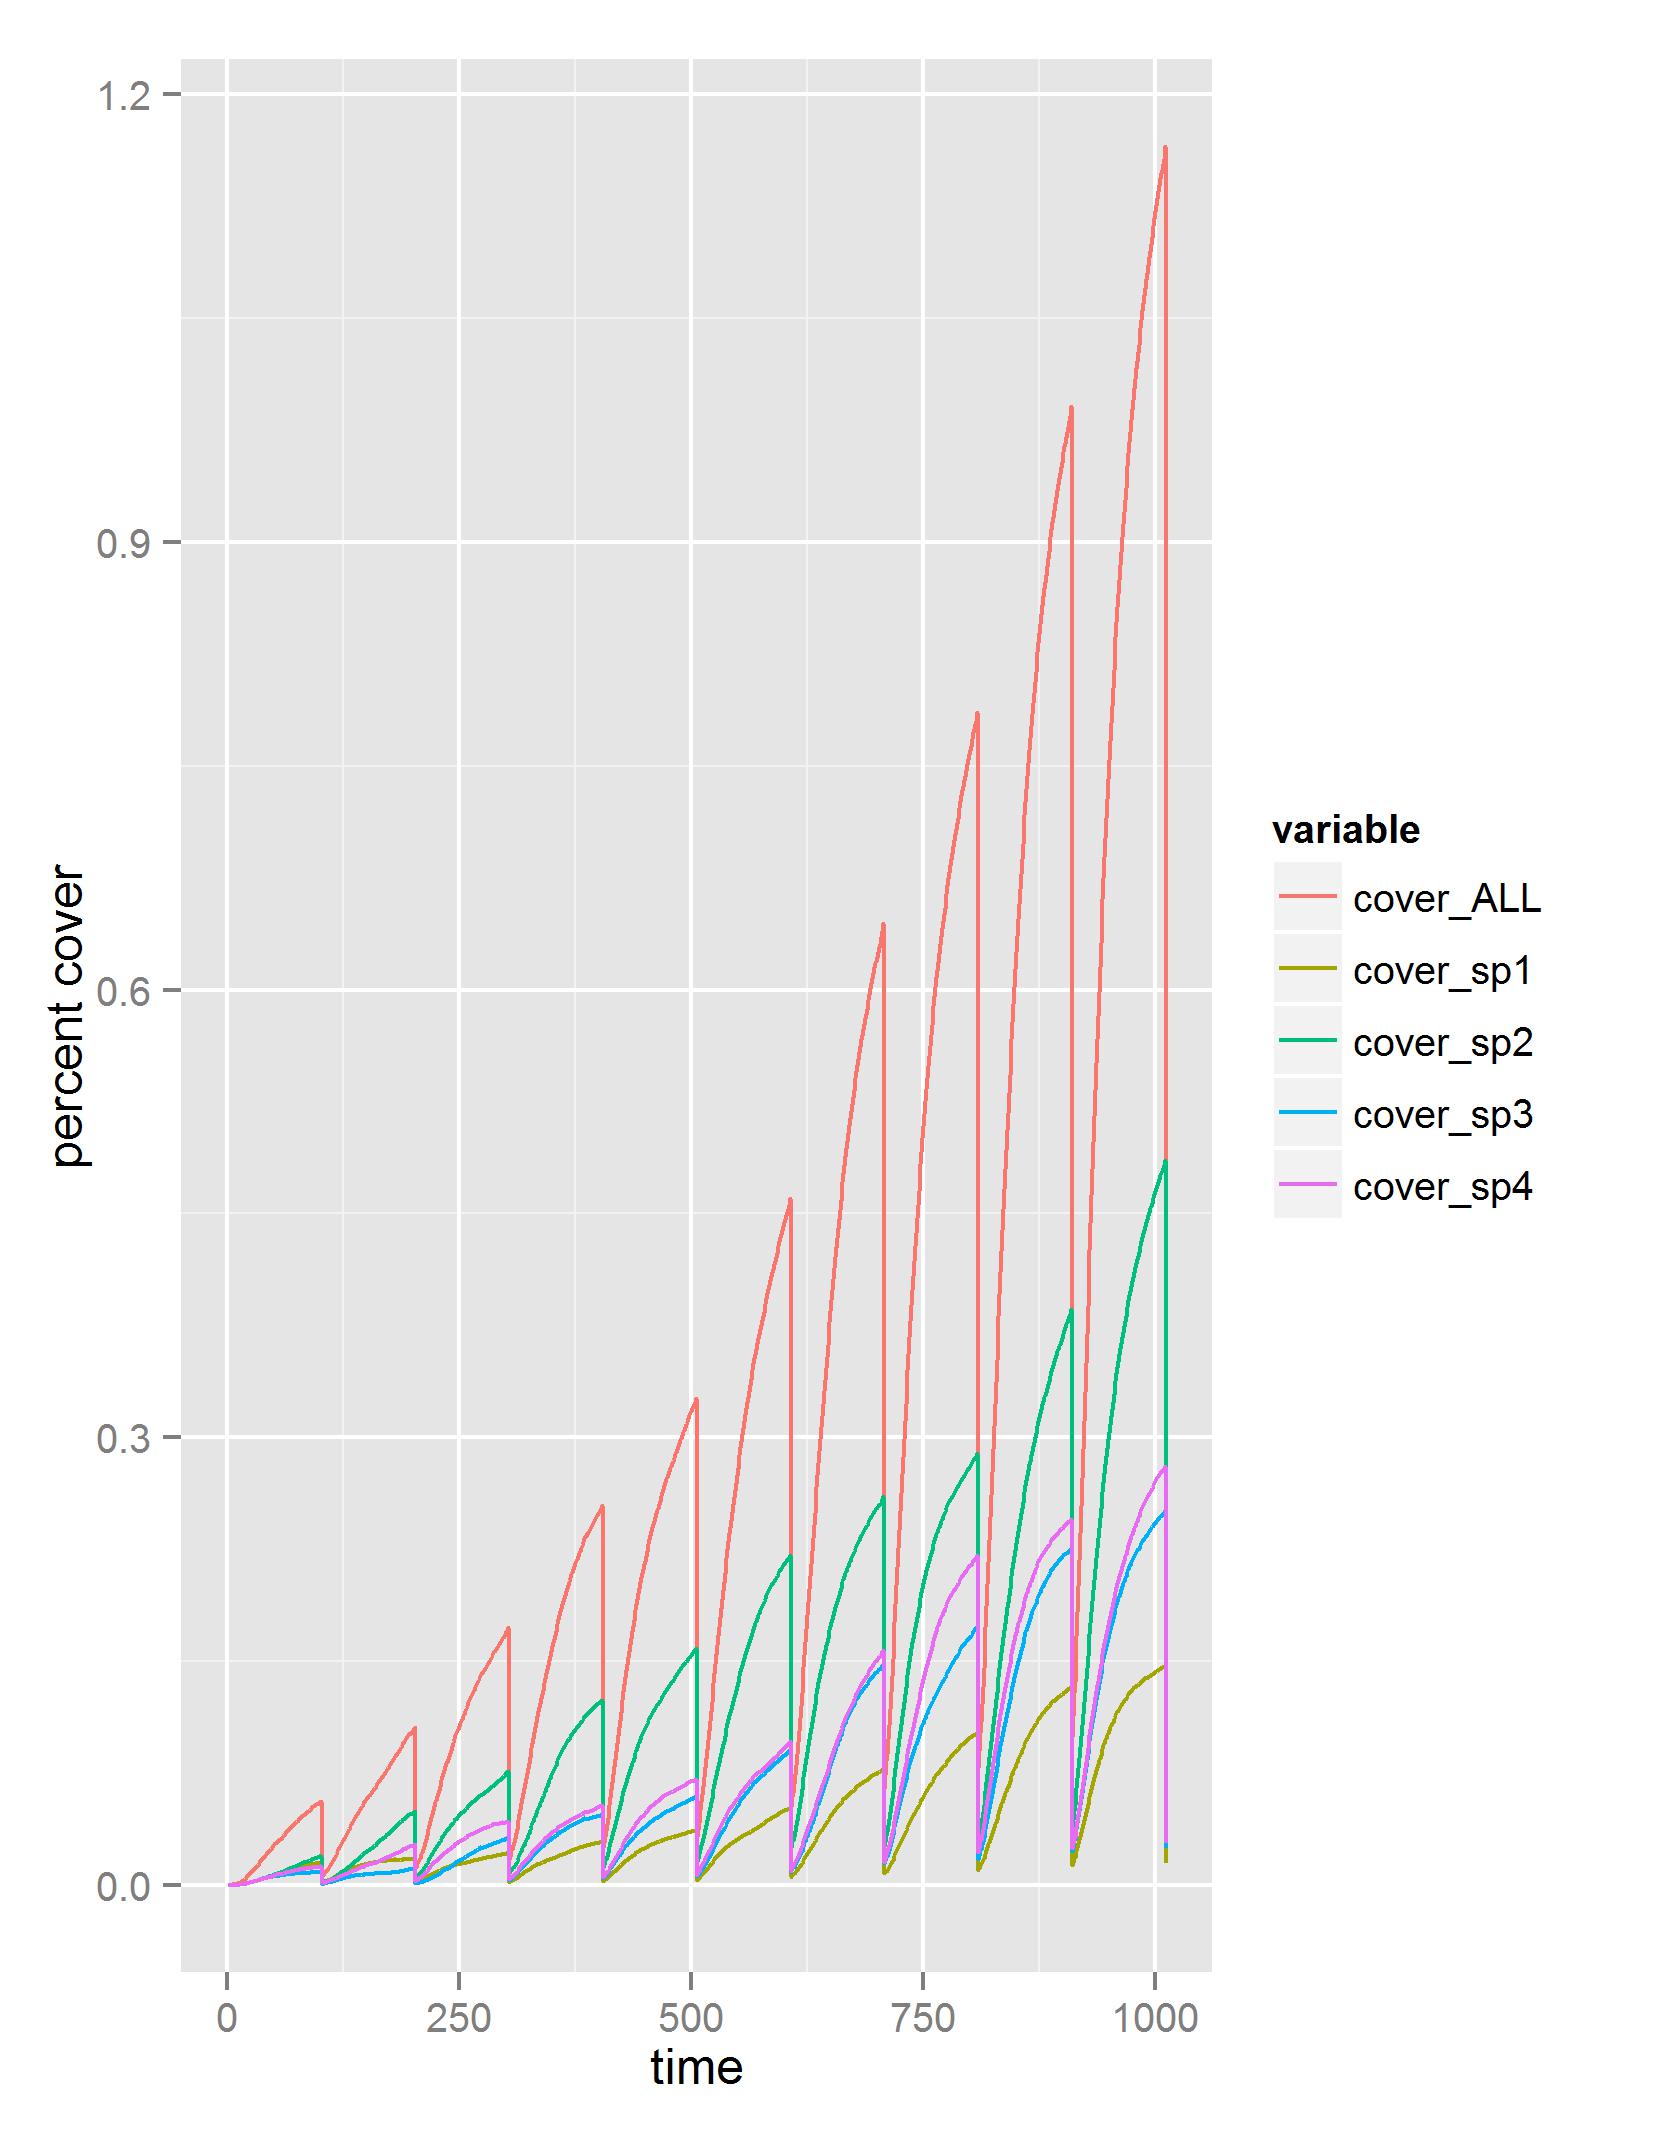 1.2
0.9
0.6
0.3
0.0
percent cover
0
250
500
750
1000
time
variable
cover_ALL
cover_sp1
cover_sp2
cover_sp3
cover_sp4